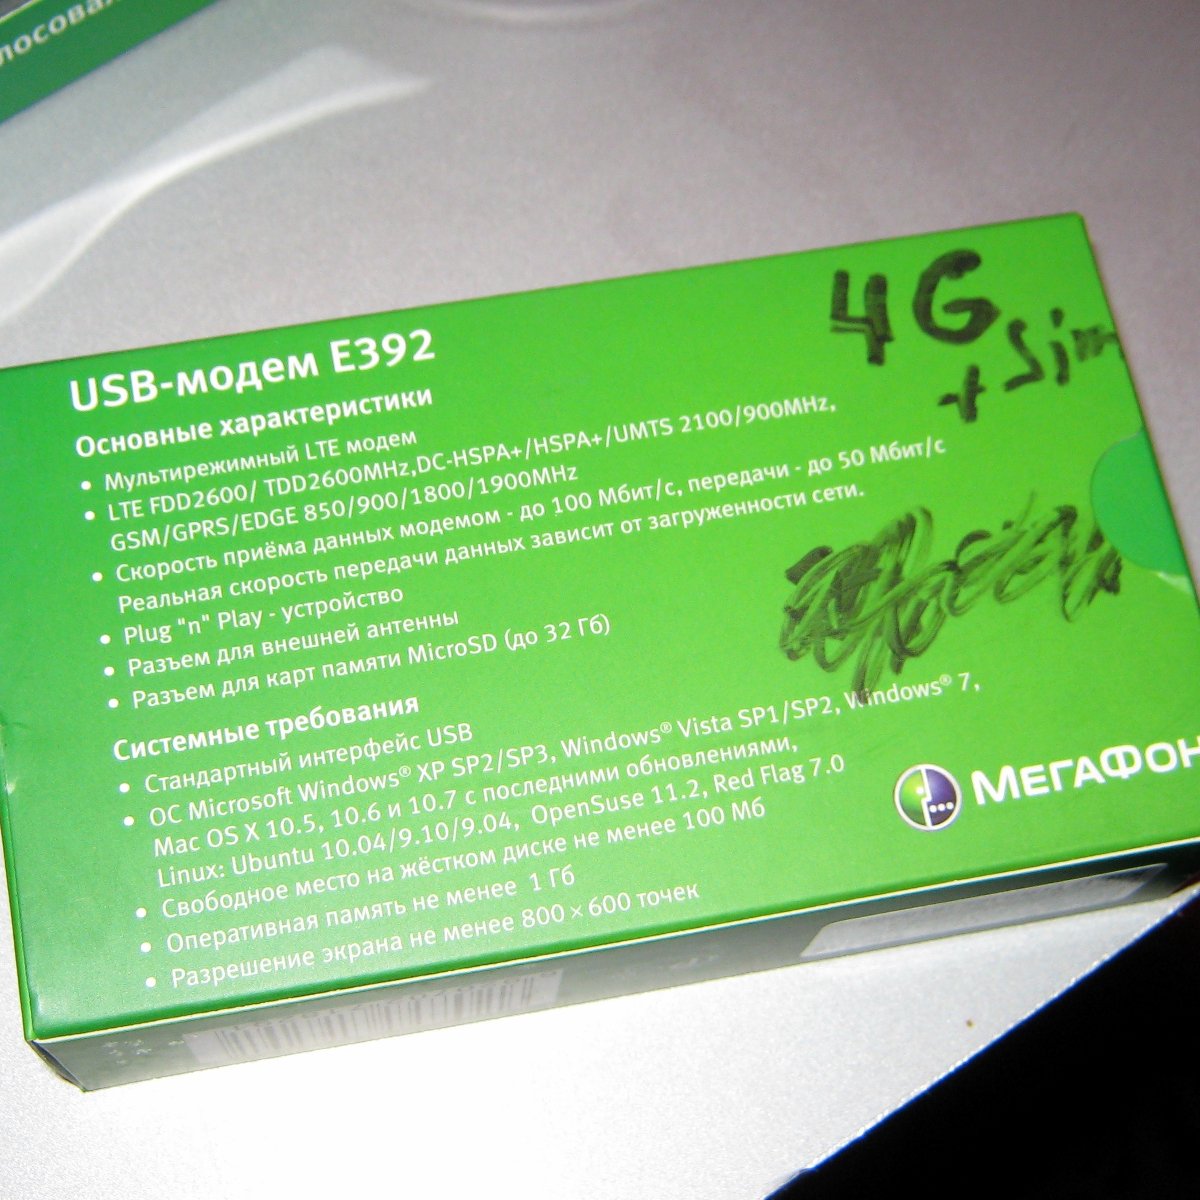 4G
+ Sim
USB-модем E392
Основные характеристики
• Мультирежимный LTE модем
• LTE FDD2600/ TDD2600MHz,DC-HSPA+/HSPA+/UMTS 2100/900MHz,
GSM/GPRS/EDGE 850/900/1800/1900MHz
• Скорость приёма данных модемом - до 100 Мбит/с, передачи - до 50 Мбит/с
Реальная скорость передачи данных зависит от загруженности сети.
• Plug "n" Play - устройство
• Разъем для внешней антенны
• Разъем для карт памяти MicroSD (до 32 Гб)
Системные требования
• Стандартный интерфейс USB
• ОС Microsoft Windows® XP SP2/SP3, Windows® Vista SP1/SP2, Windows® 7,
Mac OS X 10.5, 10.6 и 10.7 с последними обновлениями,
Linux: Ubuntu 10.04/9.10/9.04, OpenSuse 11.2, Red Flag 7.0
• Свободное место на жёстком диске не менее 100 Мб
• Оперативная память не менее 1 Гб
• Разрешение экрана не менее 800 × 600 точек
МЕГАФОН